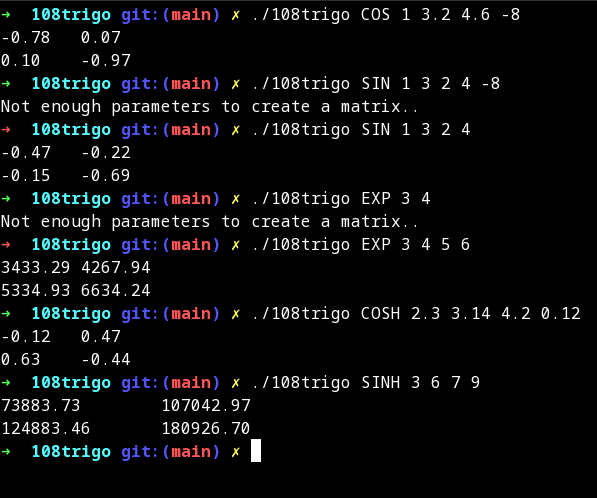 ➜  108trigo git:(main) ✗ ./108trigo COS 1 3.2 4.6 -8
-0.78   0.07
0.10    -0.97
➜  108trigo git:(main) ✗ ./108trigo SIN 1 3 2 4 -8
Not enough parameters to create a matrix..
➜  108trigo git:(main) ✗ ./108trigo SIN 1 3 2 4
-0.47   -0.22
-0.15   -0.69
➜  108trigo git:(main) ✗ ./108trigo EXP 3 4
Not enough parameters to create a matrix..
➜  108trigo git:(main) ✗ ./108trigo EXP 3 4 5 6
3433.29 4267.94
5334.93 6634.24
➜  108trigo git:(main) ✗ ./108trigo COSH 2.3 3.14 4.2 0.12
-0.12   0.47
0.63    -0.44
➜  108trigo git:(main) ✗ ./108trigo SINH 3 6 7 9
73883.73        107042.97
124883.46       180926.70
➜  108trigo git:(main) ✗